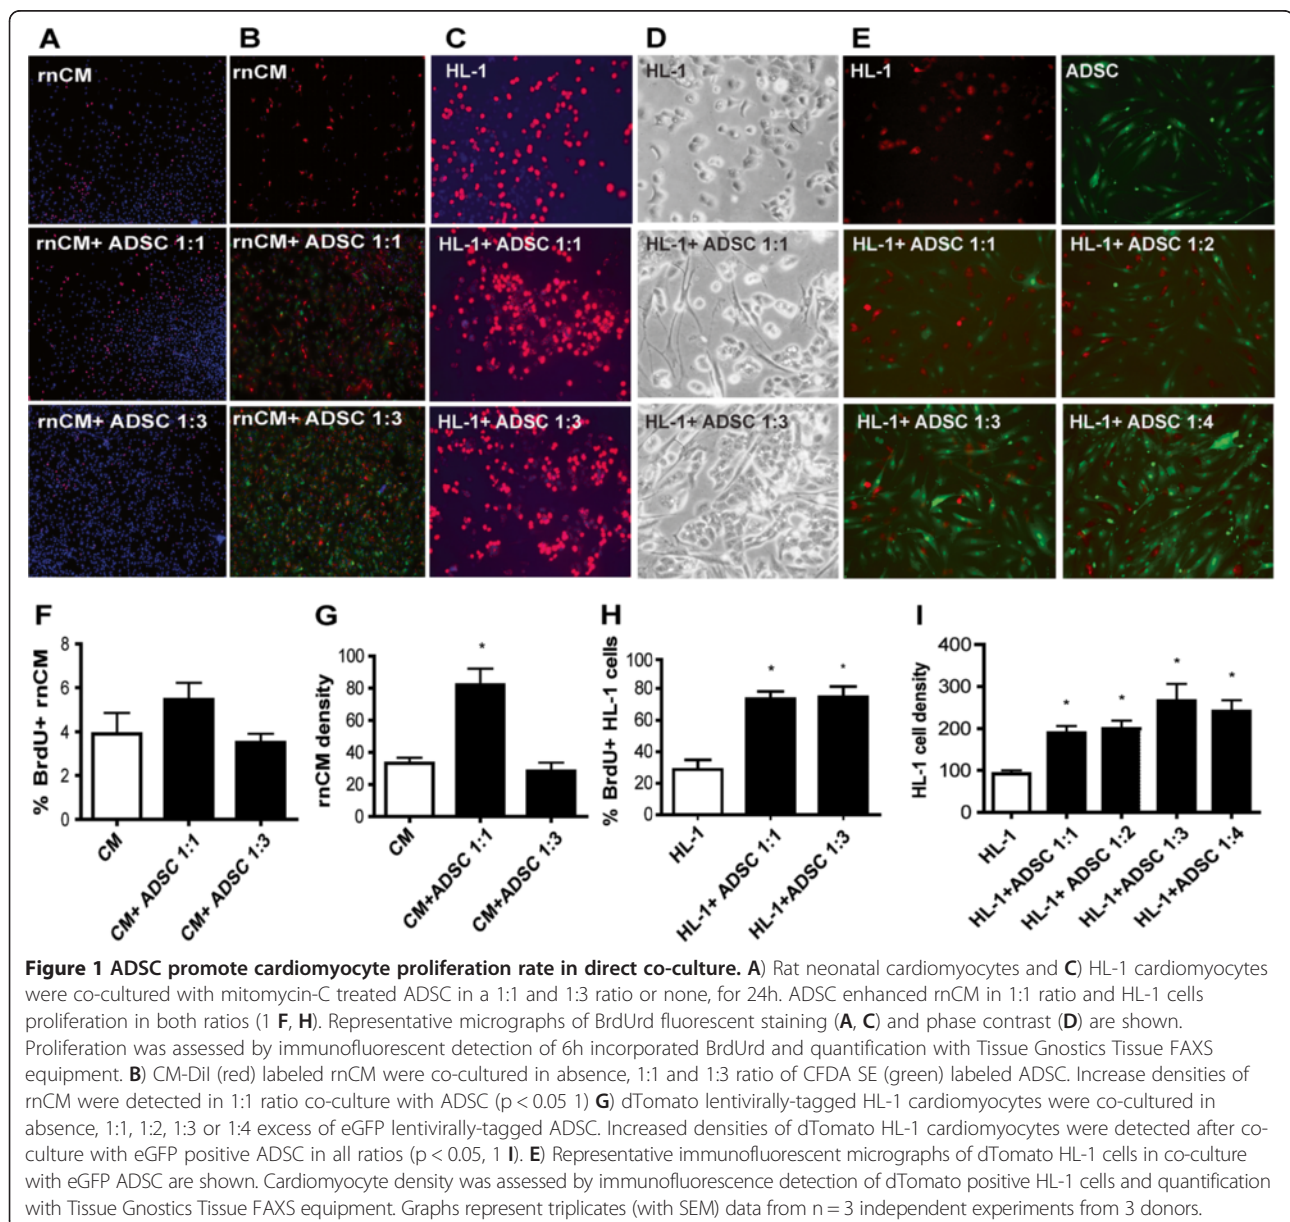 A B C D E
rnCM rnCM HL-1 HL-1 HL-1 ADSC
rnCM+ ADSC 1:1 rnCM+ ADSC 1:1 HL-1+ ADSC 1:1 HL-1+ ADSC 1:1 HL-1+ ADSC 1:1 HL-1+ ADSC 1:2
rnCM+ ADSC 1:3 rnCM+ ADSC 1:3 HL-1+ ADSC 1:3 HL-1+ ADSC 1:3 HL-1+ ADSC 1:3 HL-1+ ADSC 1:4
F
% BrdU+ rnCM
8
6
4
2
0
CM
CM+ ADSC 1:1
CM+ ADSC 1:3
G
rnCM density
100
80
60
40
20
0
*
CM
CM+ADSC 1:1
CM+ADSC 1:3
H
% BrdU+ HL-1 cells
100
80
60
40
20
0
* *
HL-1
HL-1+ ADSC 1:1
HL-1+ ADSC 1:3
I
HL-1 cell density
400
300
200
100
0
* * * *
HL-1
HL-1+ADSC 1:1
HL-1+ ADSC 1:2
HL-1+ADSC 1:3
HL-1+ADSC 1:4
Figure 1 ADSC promote cardiomyocyte proliferation rate in direct co-culture. A) Rat neonatal cardiomyocytes and C) HL-1 cardiomyocytes
were co-cultured with mitomycin-C treated ADSC in a 1:1 and 1:3 ratio or none, for 24h. ADSC enhanced rnCM in 1:1 ratio and HL-1 cells
proliferation in both ratios (1 F, H). Representative micrographs of BrdUrd fluorescent staining (A, C) and phase contrast (D) are shown.
Proliferation was assessed by immunofluorescent detection of 6h incorporated BrdUrd and quantification with Tissue Gnostics Tissue FAXS
equipment. B) CM-DiI (red) labeled rnCM were co-cultured in absence, 1:1 and 1:3 ratio of CFDA SE (green) labeled ADSC. Increase densities of
rnCM were detected in 1:1 ratio co-culture with ADSC (p < 0.05 1) G) dTomato lentivirally-tagged HL-1 cardiomyocytes were co-cultured in
absence, 1:1, 1:2, 1:3 or 1:4 excess of eGFP lentivirally-tagged ADSC. Increased densities of dTomato HL-1 cardiomyocytes were detected after co-
culture with eGFP positive ADSC in all ratios (p < 0.05, 1 I). E) Representative immunofluorescent micrographs of dTomato HL-1 cells in co-culture
with eGFP ADSC are shown. Cardiomyocyte density was assessed by immunofluorescence detection of dTomato positive HL-1 cells and quantification
with Tissue Gnostics Tissue FAXS equipment. Graphs represent triplicates (with SEM) data from n = 3 independent experiments from 3 donors.